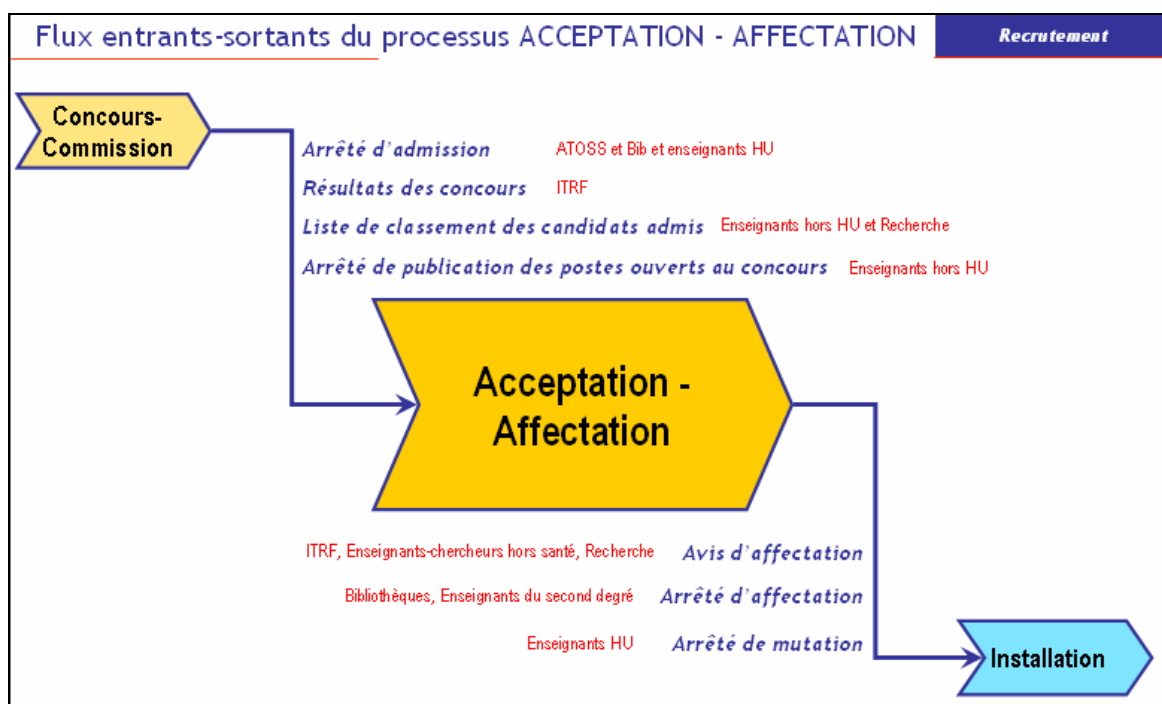 Flux entrants-sortants du processus ACCEPTATION - AFFECTATION
Recrutement
Concours-
Commission
Arrêté d'admission ATOSS et Bib et enseignants HU
Résultats des concours ITRF
Liste de classement des candidats admis Enseignants hors HU et Recherche
Arrêté de publication des postes ouverts au concours Enseignants hors HU
Acceptation -
Affectation
ITRF, Enseignants-chercheurs hors santé, Recherche Avis d'affectation
Bibliothèques, Enseignants du second degré Arrêté d'affectation
Enseignants HU Arrêté de mutation
Installation